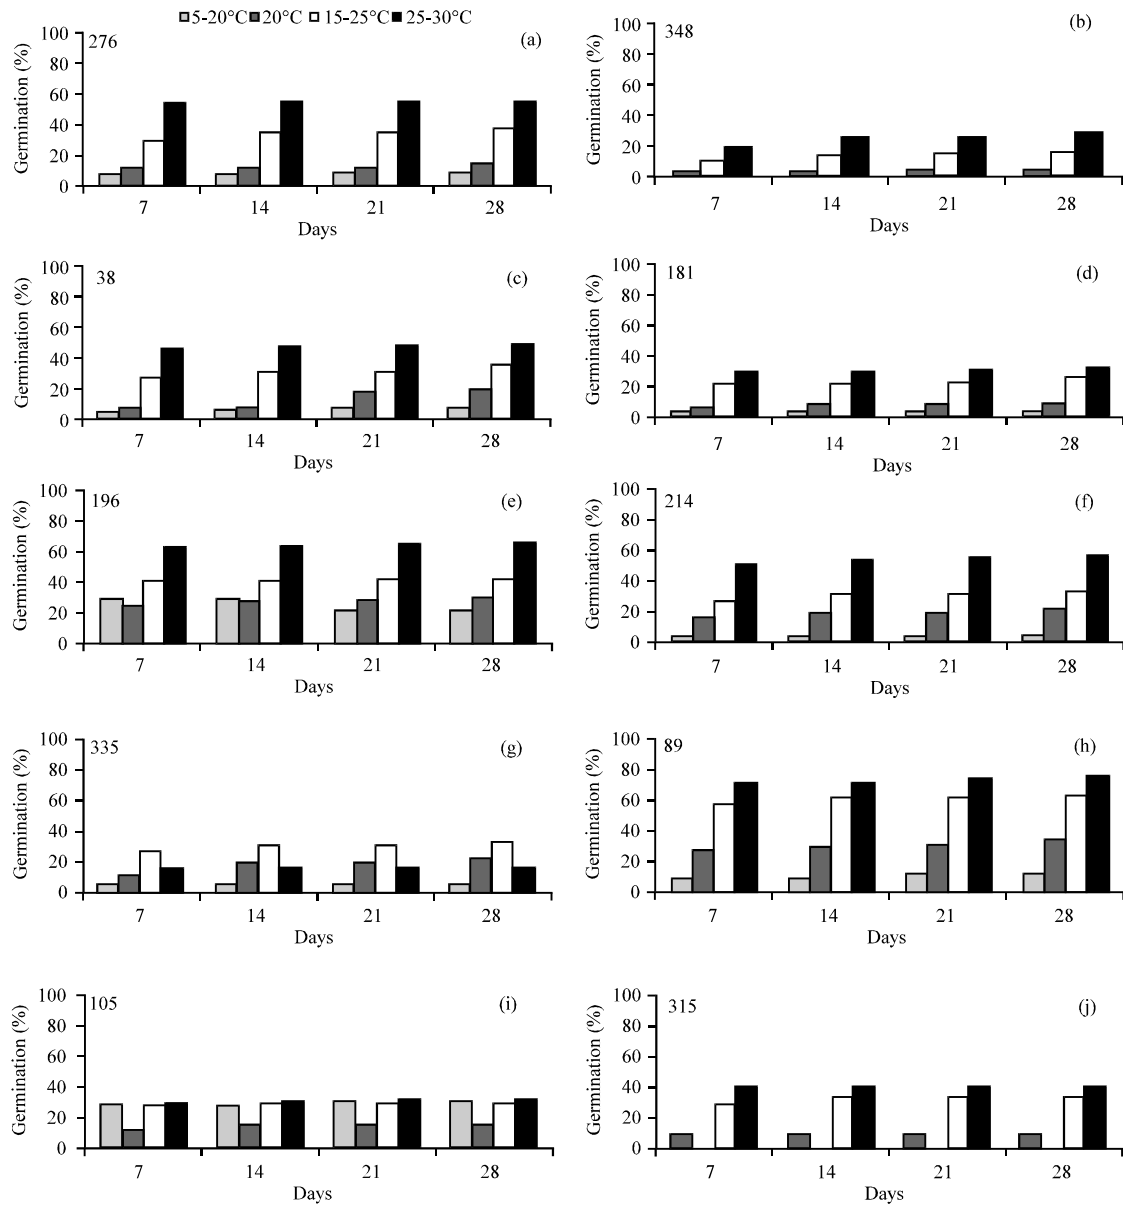 5-20°C 20°C 15-25°C 25-30°C
276 (a)
Germination (%)
100
80
60
40
20
0
7 14 21 28
Days
348 (b)
Germination (%)
100
80
60
40
20
0
7 14 21 28
Days
38 (c)
Germination (%)
100
80
60
40
20
0
7 14 21 28
Days
181 (d)
Germination (%)
100
80
60
40
20
0
7 14 21 28
Days
196 (e)
Germination (%)
100
80
60
40
20
0
7 14 21 28
Days
214 (f)
Germination (%)
100
80
60
40
20
0
7 14 21 28
Days
335 (g)
Germination (%)
100
80
60
40
20
0
7 14 21 28
Days
89 (h)
Germination (%)
100
80
60
40
20
0
7 14 21 28
Days
105 (i)
Germination (%)
100
80
60
40
20
0
7 14 21 28
Days
315 (j)
Germination (%)
100
80
60
40
20
0
7 14 21 28
Days